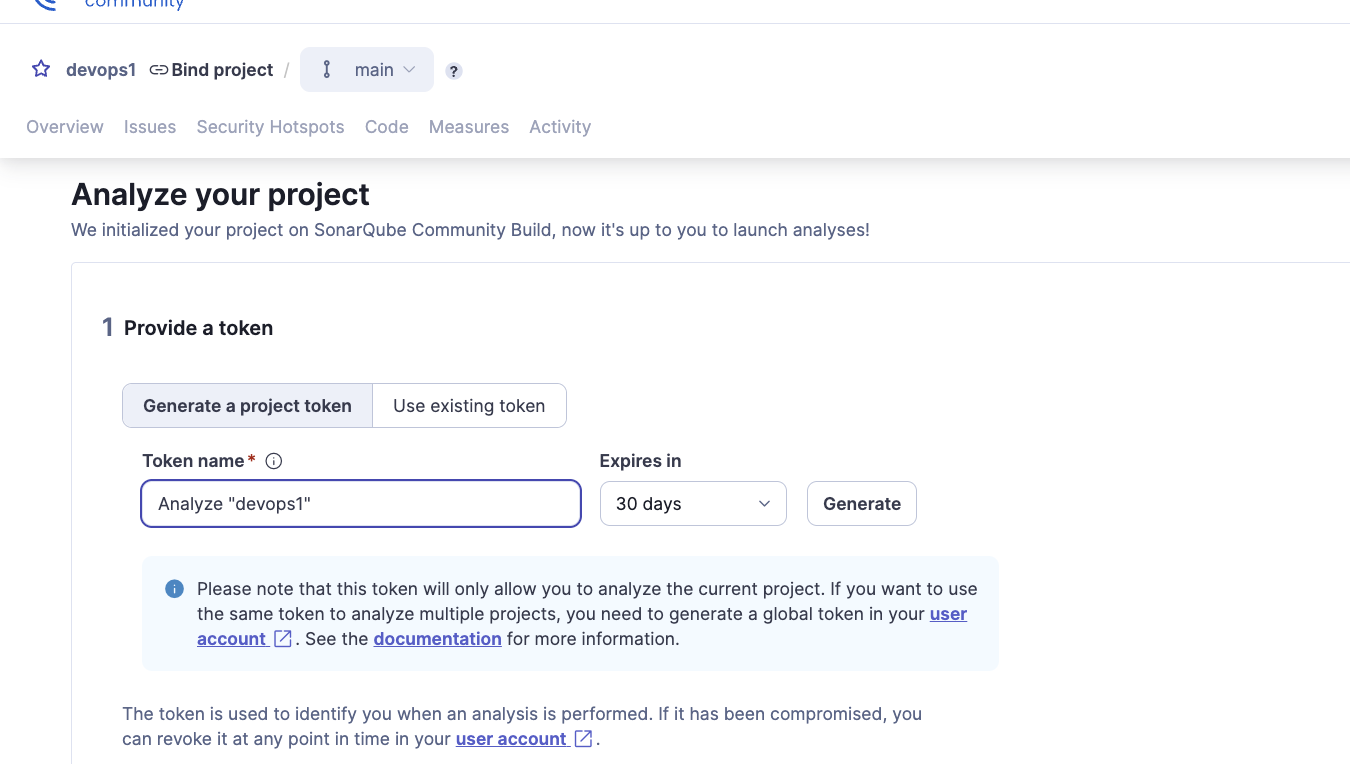 community
devops1 Bind project / main ?
Overview Issues Security Hotspots Code Measures Activity
Analyze your project
We initialized your project on SonarQube Community Build, now it's up to you to launch analyses!
1 Provide a token
Generate a project token Use existing token
Token name* Expires in
Analyze "devops1" 30 days Generate
Please note that this token will only allow you to analyze the current project. If you want to use
the same token to analyze multiple projects, you need to generate a global token in your user
account . See the documentation for more information.
The token is used to identify you when an analysis is performed. If it has been compromised, you
can revoke it at any point in time in your user account .